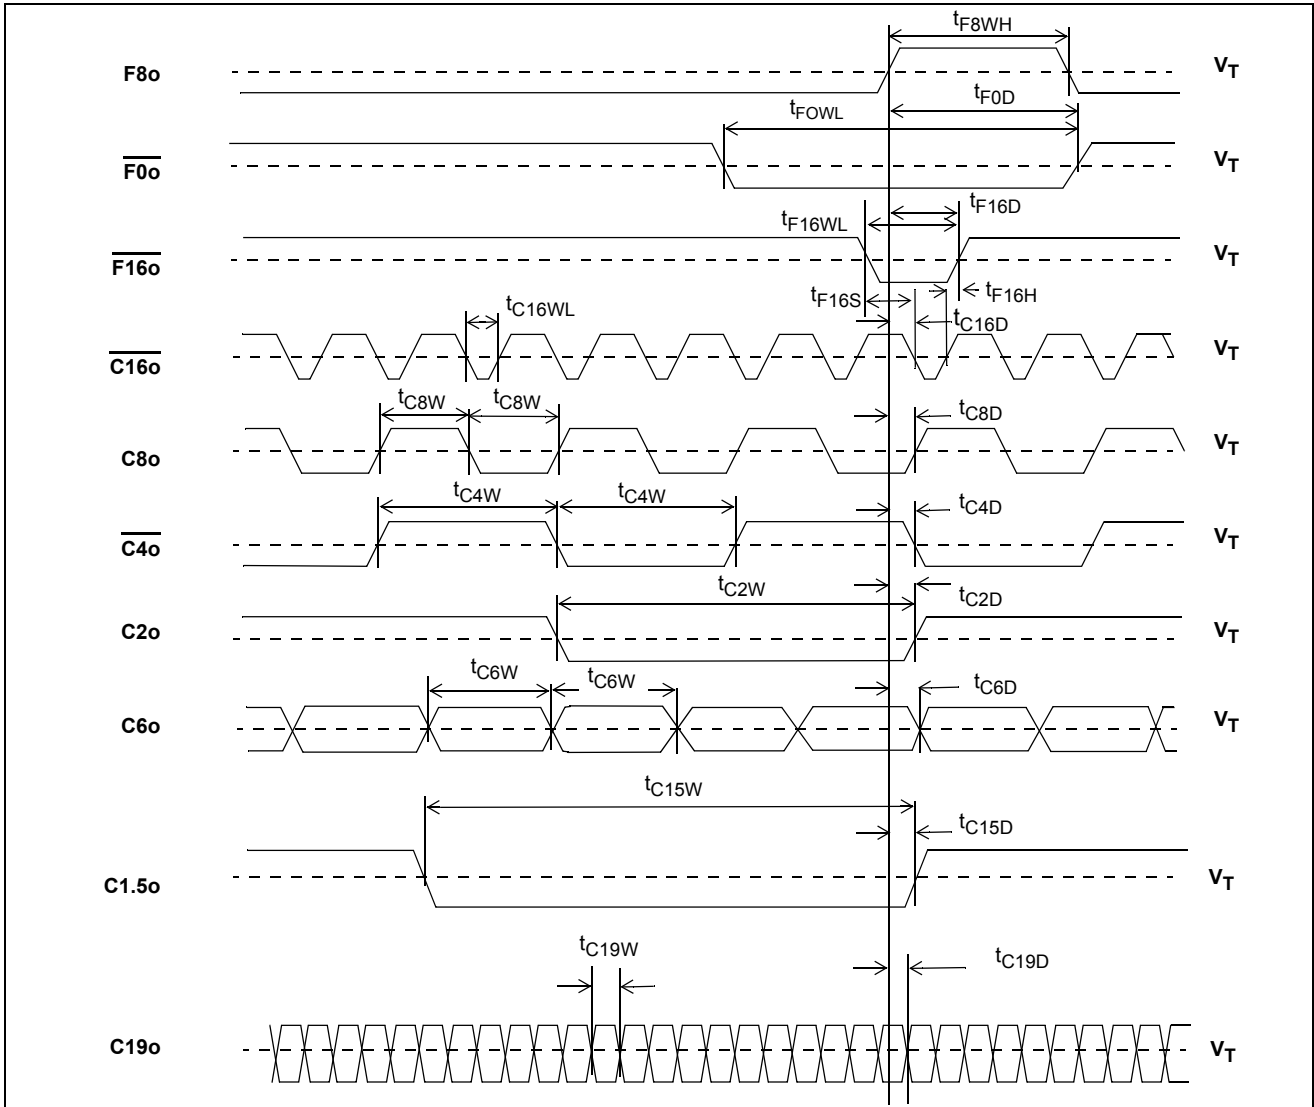 tF8WH
F8o
VT
tF0D
tFOWL
F0o
VT
tF16D
tF16WL
F16o
VT
tF16S
tF16H
tC16WL
tC16D
C16o
VT
tC8W
tC8W
tC8D
C8o
VT
tC4W
tC4W
tC4D
C4o
VT
tC2W
tC2D
C2o
VT
tC6W
tC6W
tC6D
C6o
VT
tC15W
tC15D
C1.5o
VT
tC19W
tC19D
C19o
VT